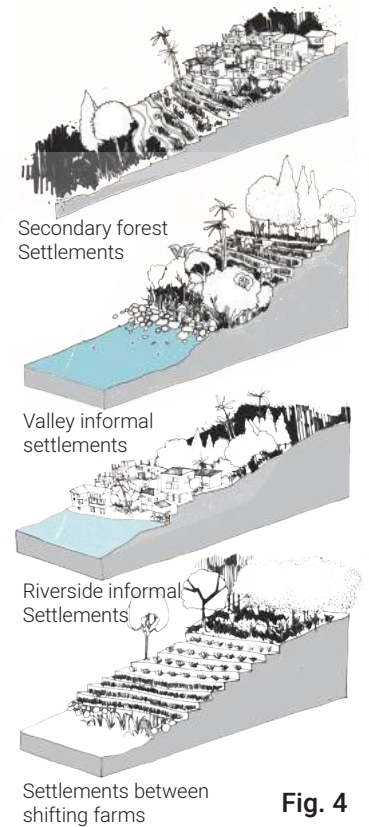 Secondary forest
Settlements
Valley informal
settlements
Riverside informal
Settlements
Settlements between
shifting farms
Fig. 4